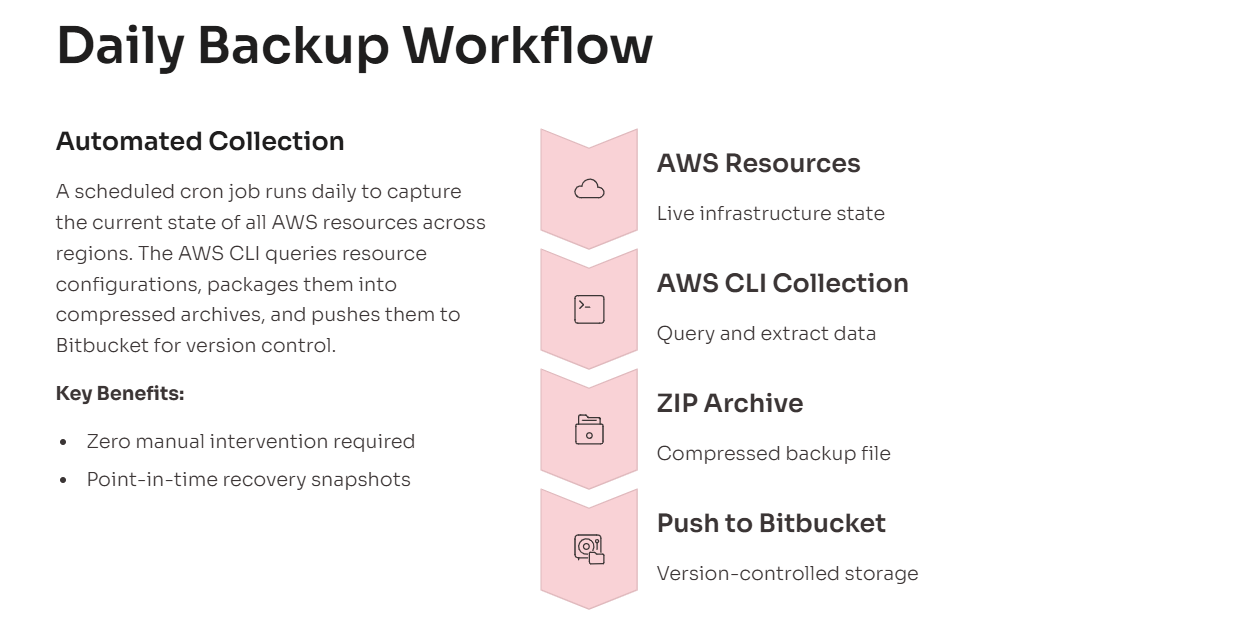 Daily Backup Workflow
Automated Collection
A scheduled cron job runs daily to capture
the current state of all AWS resources across
regions. The AWS CLI queries resource
configurations, packages them into
compressed archives, and pushes them to
Bitbucket for version control.
Key Benefits:
• Zero manual intervention required
• Point-in-time recovery snapshots
AWS Resources
Live infrastructure state
AWS CLI Collection
Query and extract data
ZIP Archive
Compressed backup file
Push to Bitbucket
Version-controlled storage